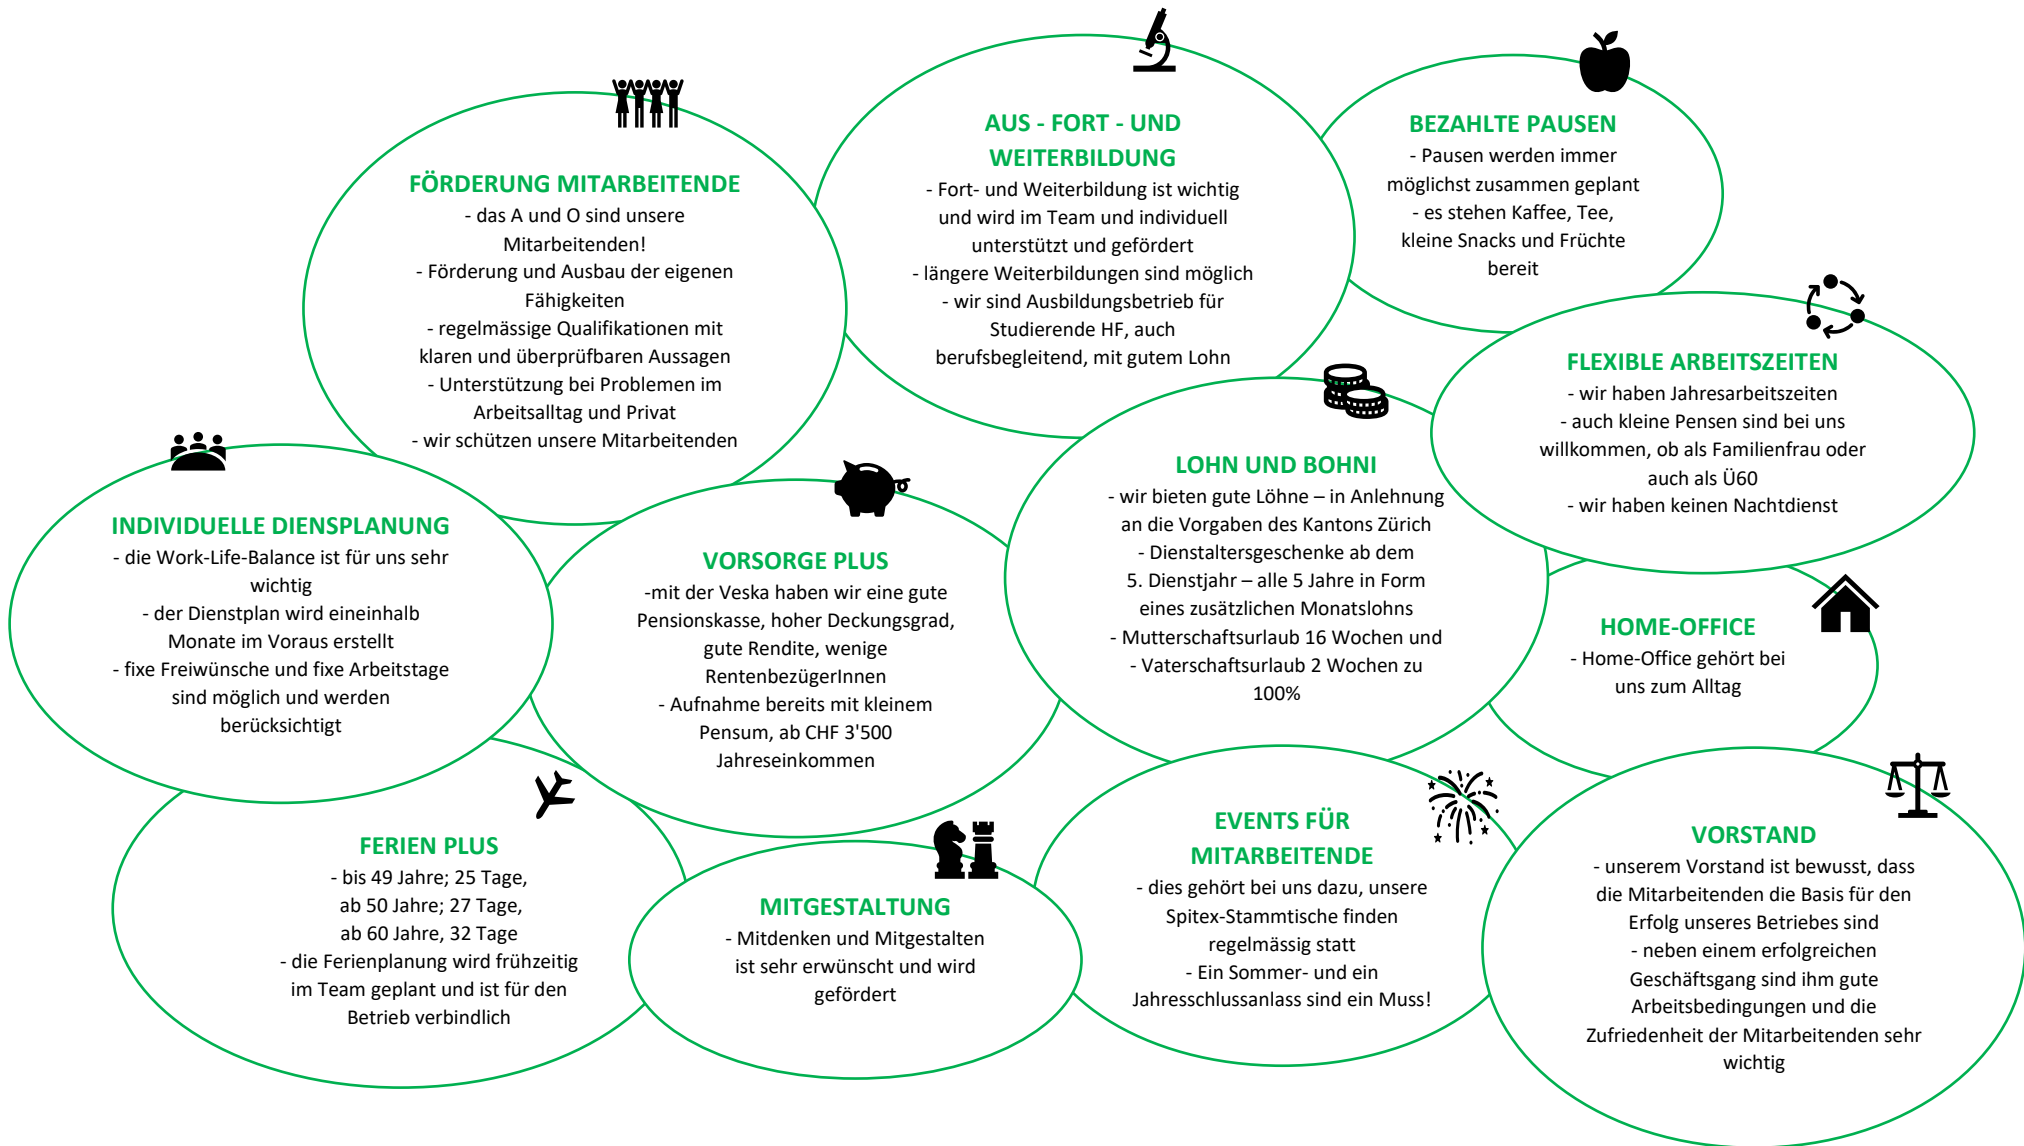 FÖRDERUNG MITARBEITENDE
- das A und O sind unsere
Mitarbeitenden!
- Förderung und Ausbau der eigenen
Fähigkeiten
- regelmässige Qualifikationen mit
klaren und überprüfbaren Aussagen
- Unterstützung bei Problemen im
Arbeitsalltag und Privat
- wir schützen unsere Mitarbeitenden
AUS - FORT - UND
WEITERBILDUNG
- Fort- und Weiterbildung ist wichtig
und wird im Team und individuell
unterstützt und gefördert
- längere Weiterbildungen sind möglich
- wir sind Ausbildungsbetrieb für
Studierende HF, auch
berufsbegleitend, mit gutem Lohn
BEZAHLTE PAUSEN
- Pausen werden immer
möglichst zusammen geplant
- es stehen Kaffee, Tee,
kleine Snacks und Früchte
bereit
FLEXIBLE ARBEITSZEITEN
- wir haben Jahresarbeitszeiten
- auch kleine Pensen sind bei uns
willkommen, ob als Familienfrau oder
auch als Ü60
- wir haben keinen Nachtdienst
INDIVIDUELLE DIENSPLANUNG
- die Work-Life-Balance ist für uns sehr
wichtig
- der Dienstplan wird eineinhalb
Monate im Voraus erstellt
- fixe Freiwünsche und fixe Arbeitstage
sind möglich und werden
berücksichtigt
VORSORGE PLUS
-mit der Veska haben wir eine gute
Pensionskasse, hoher Deckungsgrad,
gute Rendite, wenige
RentenbezügerInnen
- Aufnahme bereits mit kleinem
Pensum, ab CHF 3'500
Jahreseinkommen
LOHN UND BOHNI
- wir bieten gute Löhne – in Anlehnung
an die Vorgaben des Kantons Zürich
- Dienstaltersgeschenke ab dem
5. Dienstjahr – alle 5 Jahre in Form
eines zusätzlichen Monatslohns
- Mutterschaftsurlaub 16 Wochen und
- Vaterschaftsurlaub 2 Wochen zu
100%
HOME-OFFICE
- Home-Office gehört bei
uns zum Alltag
FERIEN PLUS
- bis 49 Jahre; 25 Tage,
ab 50 Jahre; 27 Tage,
ab 60 Jahre, 32 Tage
- die Ferienplanung wird frühzeitig
im Team geplant und ist für den
Betrieb verbindlich
MITGESTALTUNG
- Mitdenken und Mitgestalten
ist sehr erwünscht und wird
gefördert
EVENTS FÜR
MITARBEITENDE
- dies gehört bei uns dazu, unsere
Spitex-Stammtische finden
regelmässig statt
- Ein Sommer- und ein
Jahresschlussanlass sind ein Muss!
VORSTAND
- unserem Vorstand ist bewusst, dass
die Mitarbeitenden die Basis für den
Erfolg unseres Betriebes sind
- neben einem erfolgreichen
Geschäftsgang sind ihm gute
Arbeitsbedingungen und die
Zufriedenheit der Mitarbeitenden sehr
wichtig